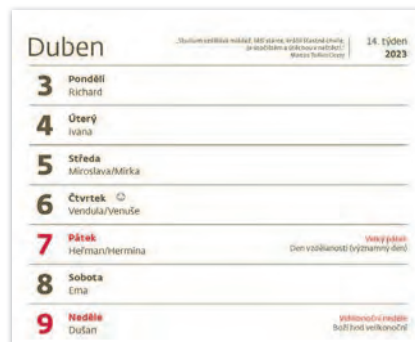 Duben
14. týden
2023
3 Pondělí
Richard
4 Úterý
Ivana
5 Středa
Miroslava/Mirka
6 Čtvrtek
Vendula/Venuše
7 Pátek
Heřman/Hermína
Velký pátek
Den vzdělanosti (významný den)
8 Sobota
Ema
9 Neděle
Dušan
Velikonoční neděle
Boží hod velikonoční